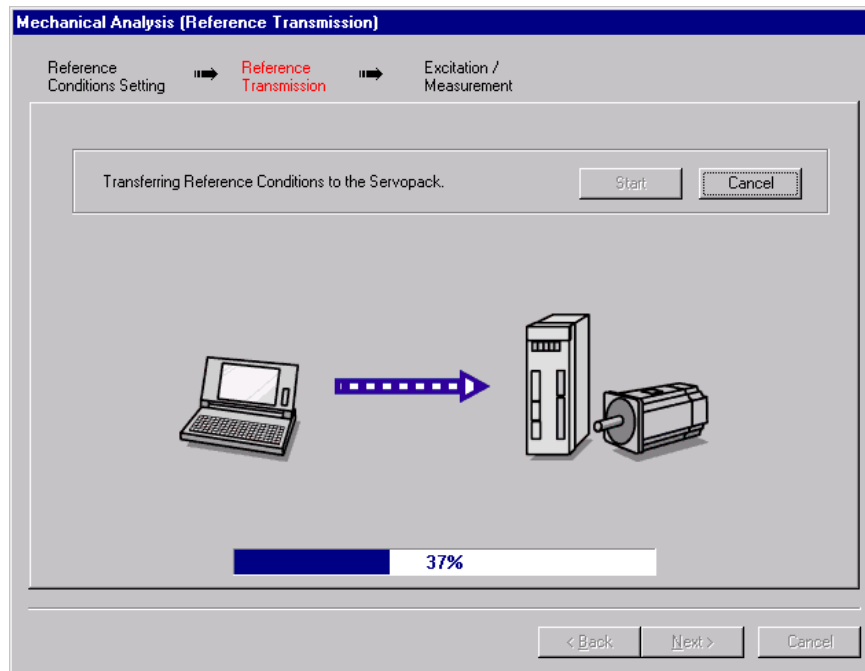 Mechanical Analysis (Reference Transmission)
Reference
Conditions Setting
Reference
Transmission
Excitation /
Measurement
Transferring Reference Conditions to the Servopack.
Start
Cancel
37%
< Back
Next >
Cancel